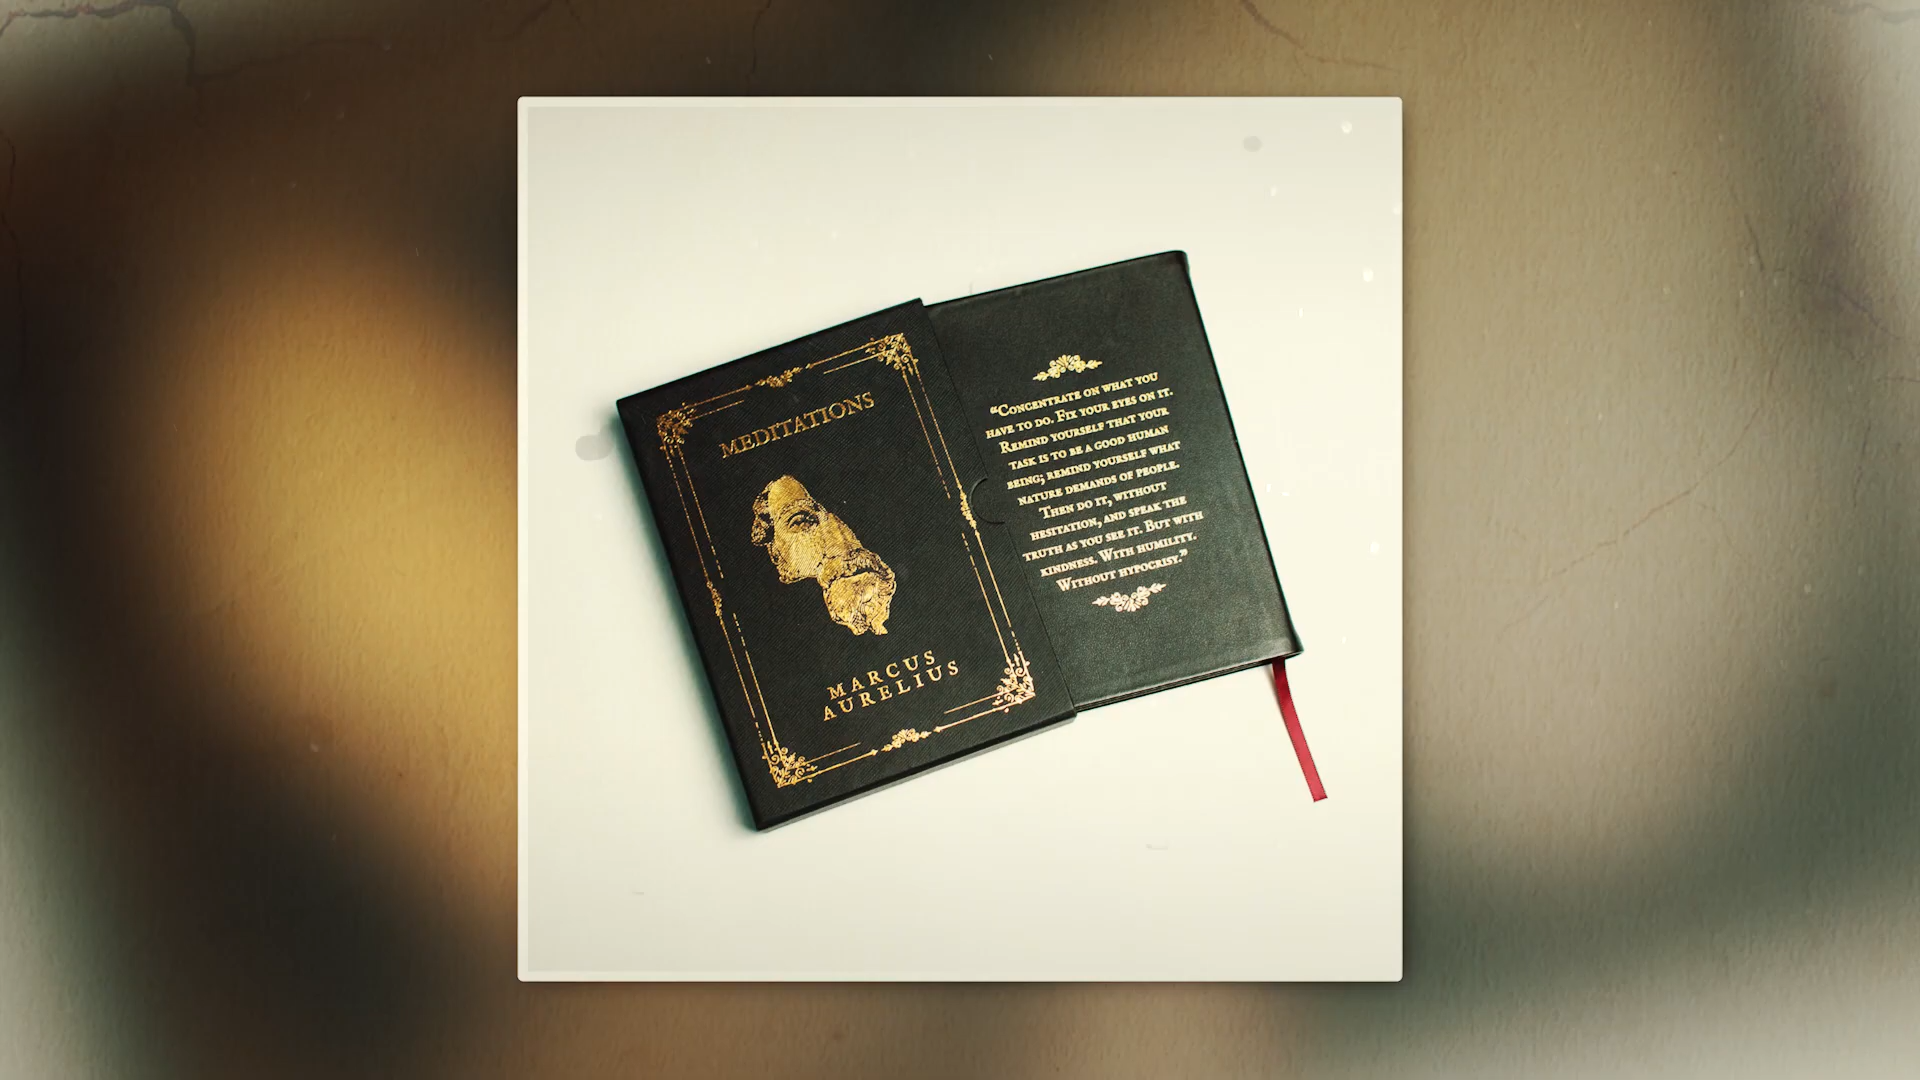 MEDITATIONS
MARCUS
AURELIUS
“CONCENTRATE ON WHAT YOU
HAVE TO DO. FIX YOUR EYES ON IT.
REMIND YOURSELF THAT YOUR
TASK IS TO BE A GOOD HUMAN
BEING; REMIND YOURSELF WHAT
NATURE DEMANDS OF PEOPLE.
THEN DO IT, WITHOUT
HESITATION, AND SPEAK THE
TRUTH AS YOU SEE IT. BUT WITH
KINDNESS. WITH HUMILITY.
WITHOUT HYPOCRISY.”